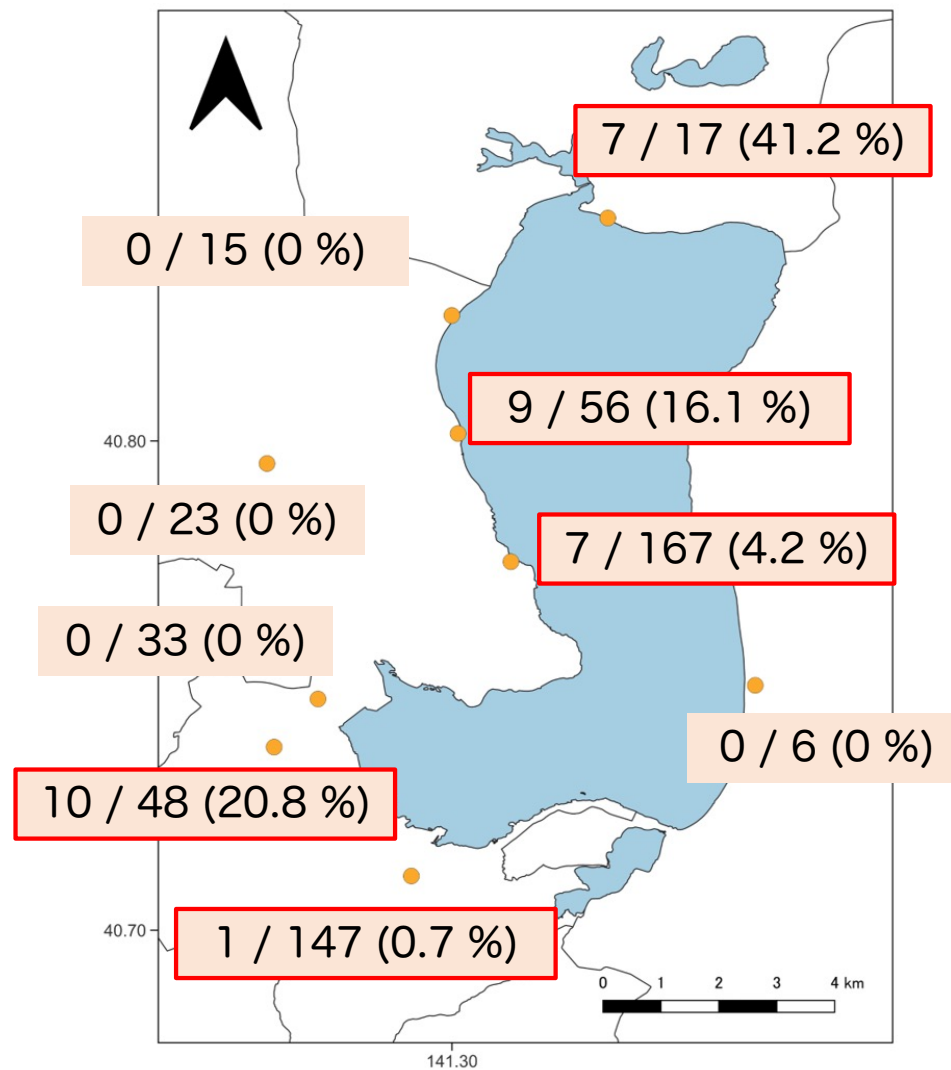 7 / 17 (41.2 %)
0 / 15 (0 %)
9 / 56 (16.1 %)
40.80
0 / 23 (0 %)
7 / 167 (4.2 %)
0 / 33 (0 %)
0 / 6 (0 %)
10 / 48 (20.8 %)
40.70
1 / 147 (0.7 %)
0 1 2 3 4 km
141.30